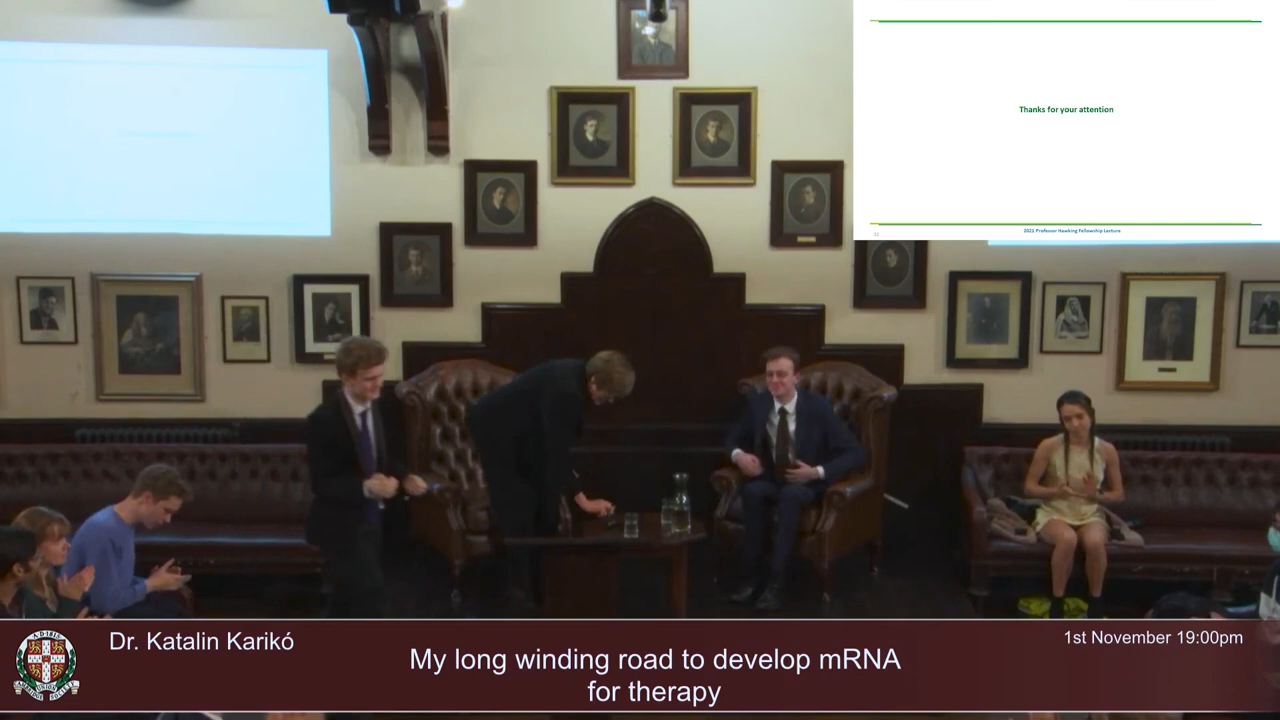 Thanks for your attention
2021 Professor Hawking Fellowship Lecture
Dr. Katalin Karikó
My long winding road to develop mRNA
for therapy
1st November 19:00pm